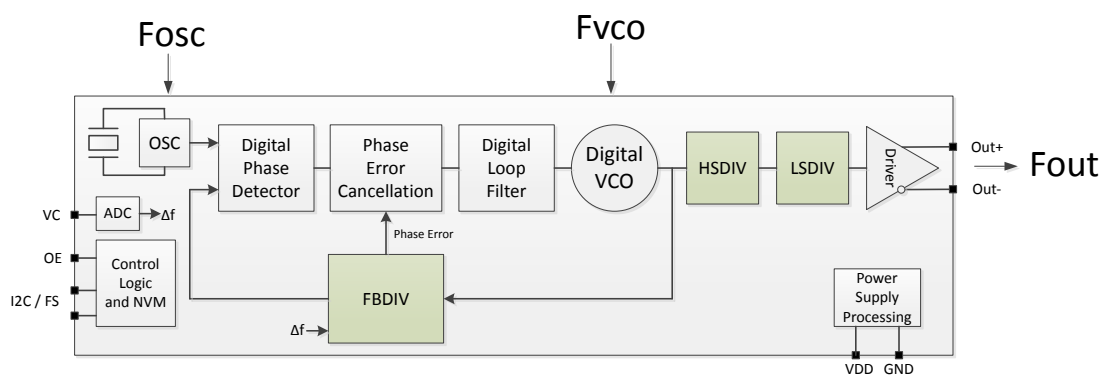 Fosc
Fvco
OSC
Digital
Phase
Detector
Phase
Error
Cancellation
Digital
Loop
Filter
Digital
VCO
HSDIV
LSDIV
Driver
Out+
Out-
Fout
VC
ADC
Δf
Phase Error
OE
I2C / FS
Control
Logic
and NVM
FBDIV
Δf
Power
Supply
Processing
VDD
GND